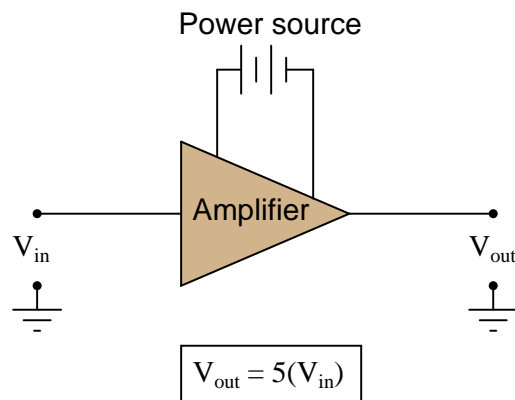 Power source
Amplifier
V_in
V_out
V_out = 5(V_in)